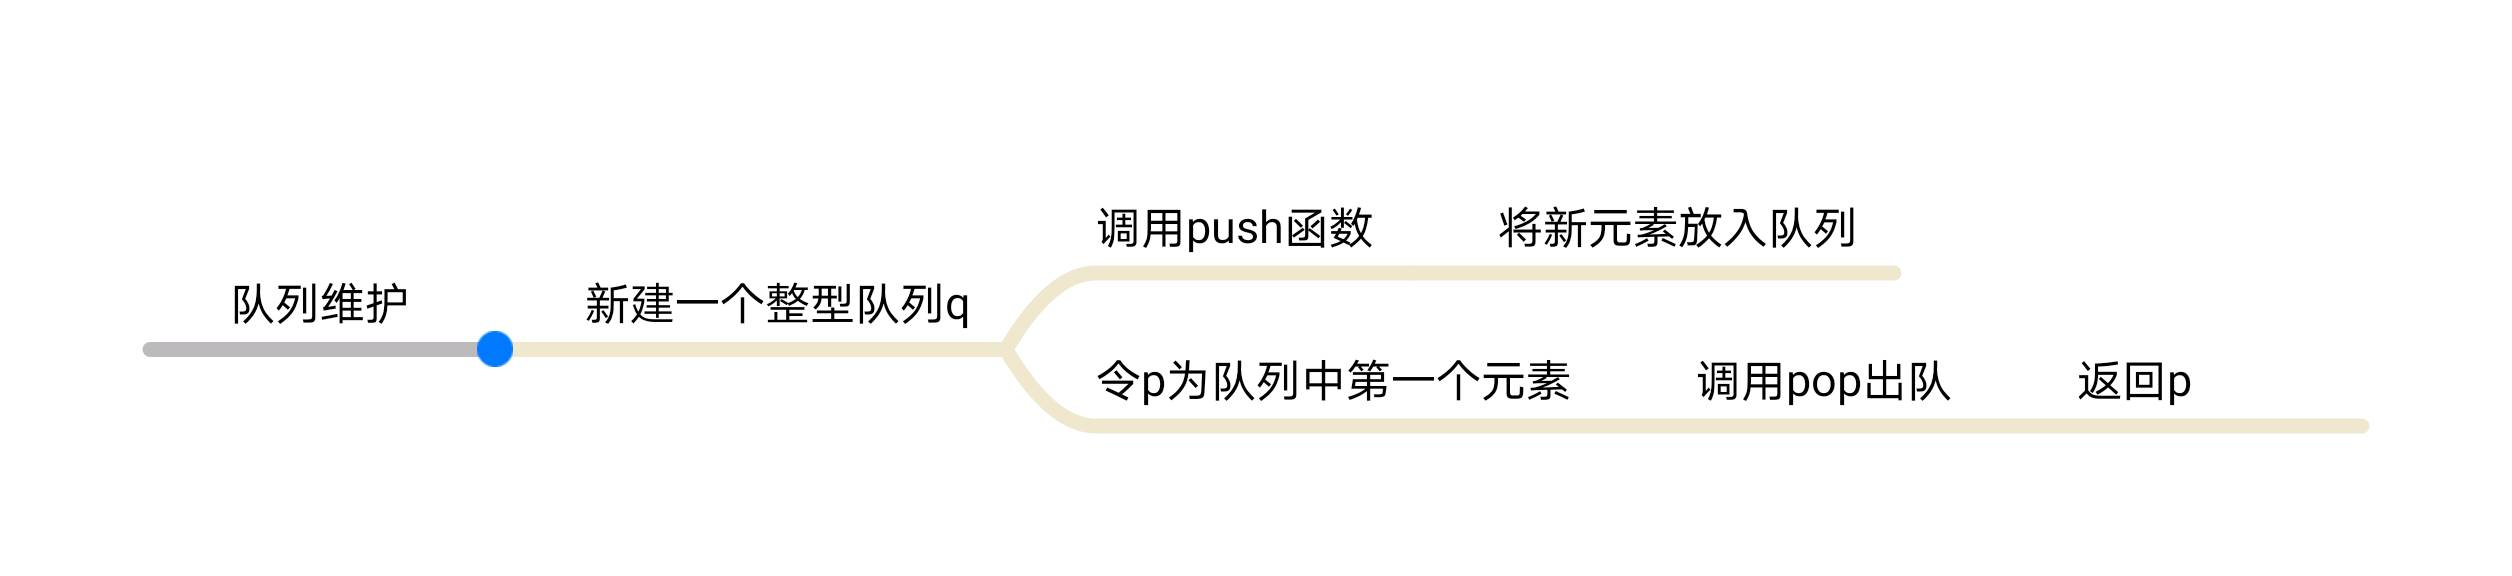 队列维护
新建一个整型队列q
调用push函数
将新元素放入队列
令p为队列中第一个元素
调用pop出队
返回p